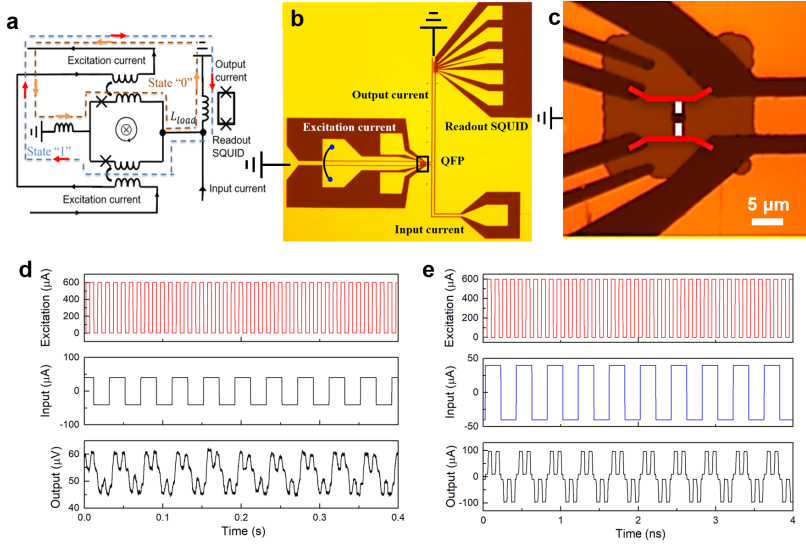 a
Excitation current
State "0"
Output
current
L_load
Readout
SQUID
State "1"
Excitation current
Input current
b
Output current
Excitation current
Readout SQUID
QFP
Input current
c
5 µm
d
Excitation (µA)
600
400
200
0
Input (µA)
100
0
-100
Output (µV)
60
50
40
0.0
0.1
0.2
0.3
0.4
Time (s)
e
Excitation (µA)
600
400
200
0
Input (µA)
50
0
-50
Output (µA)
100
0
-100
0
1
2
3
4
Time (ns)